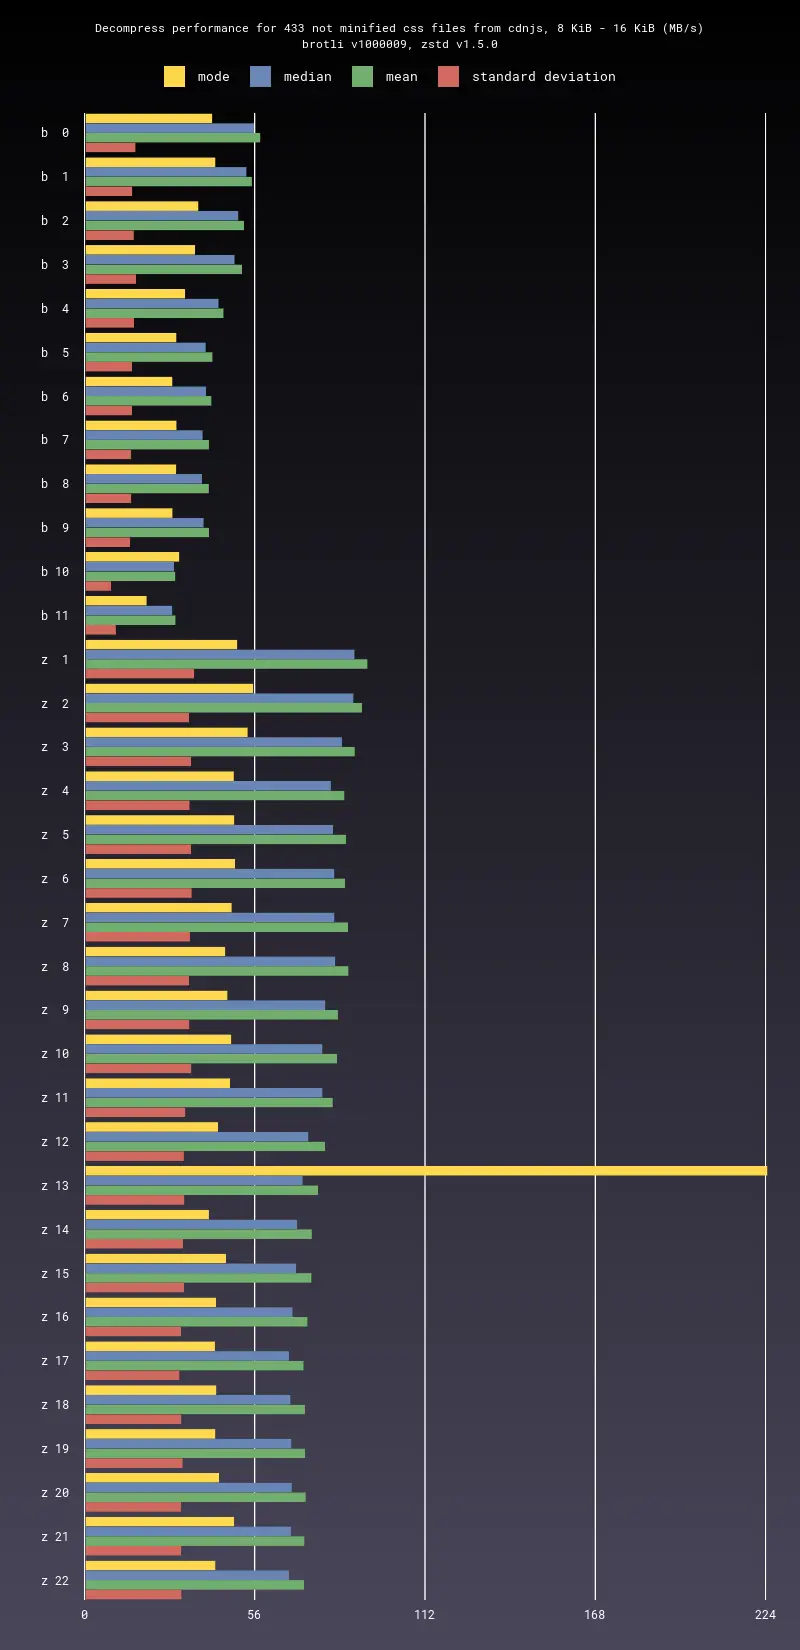 Decompress performance for 433 not minified css files from cdnjs, 8 KiB - 16 KiB (MB/s)
brotli v1000009, zstd v1.5.0
mode median mean standard deviation
b 0
b 1
b 2
b 3
b 4
b 5
b 6
b 7
b 8
b 9
b 10
b 11
z 1
z 2
z 3
z 4
z 5
z 6
z 7
z 8
z 9
z 10
z 11
z 12
z 13
z 14
z 15
z 16
z 17
z 18
z 19
z 20
z 21
z 22
0 56 112 168 224